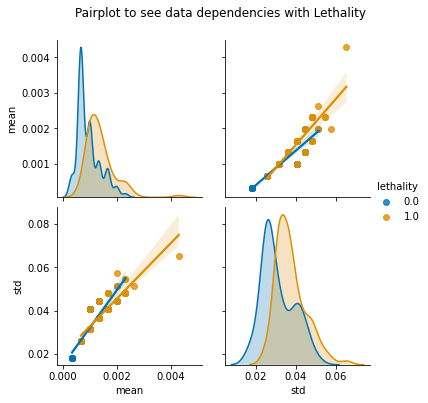 Pairplot to see data dependencies with Lethality
0.004
0.003
0.002
0.001
mean
lethality
0.0
1.0
0.08
0.06
0.04
0.02
std
0.000 0.002 0.004
mean
0.02 0.04 0.06
std